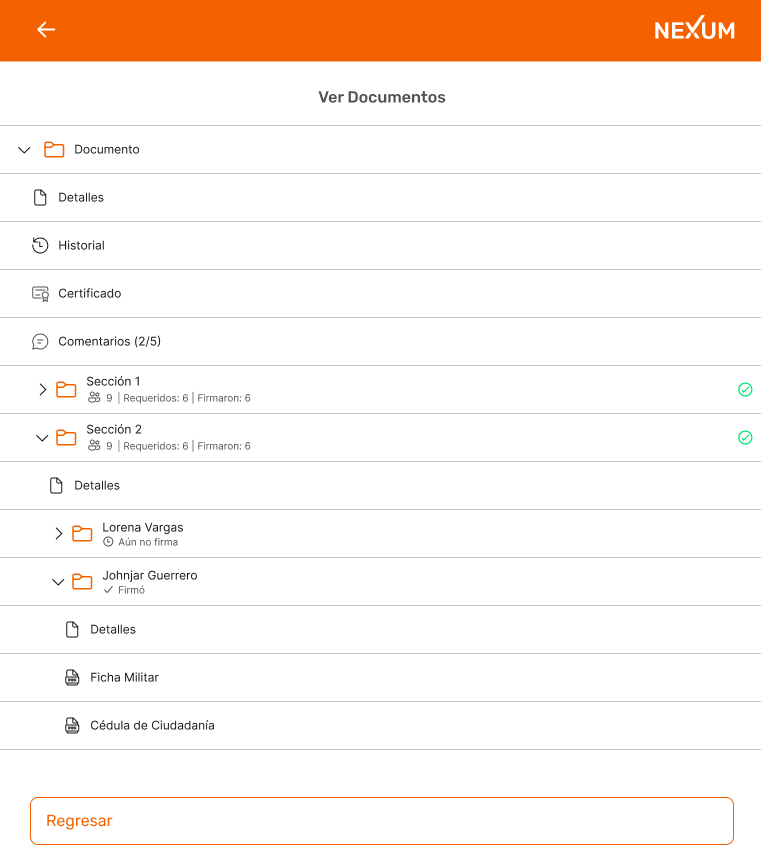 NEXUM
Ver Documentos
Documento
Detalles
Historial
Certificado
Comentarios (2/5)
Sección 1
9 | Requeridos: 6 | Firmaron: 6
Sección 2
9 | Requeridos: 6 | Firmaron: 6
Detalles
Lorena Vargas
Aún no firma
Johnjar Guerrero
Firmó
Detalles
Ficha Militar
Cédula de Ciudadanía
Regresar